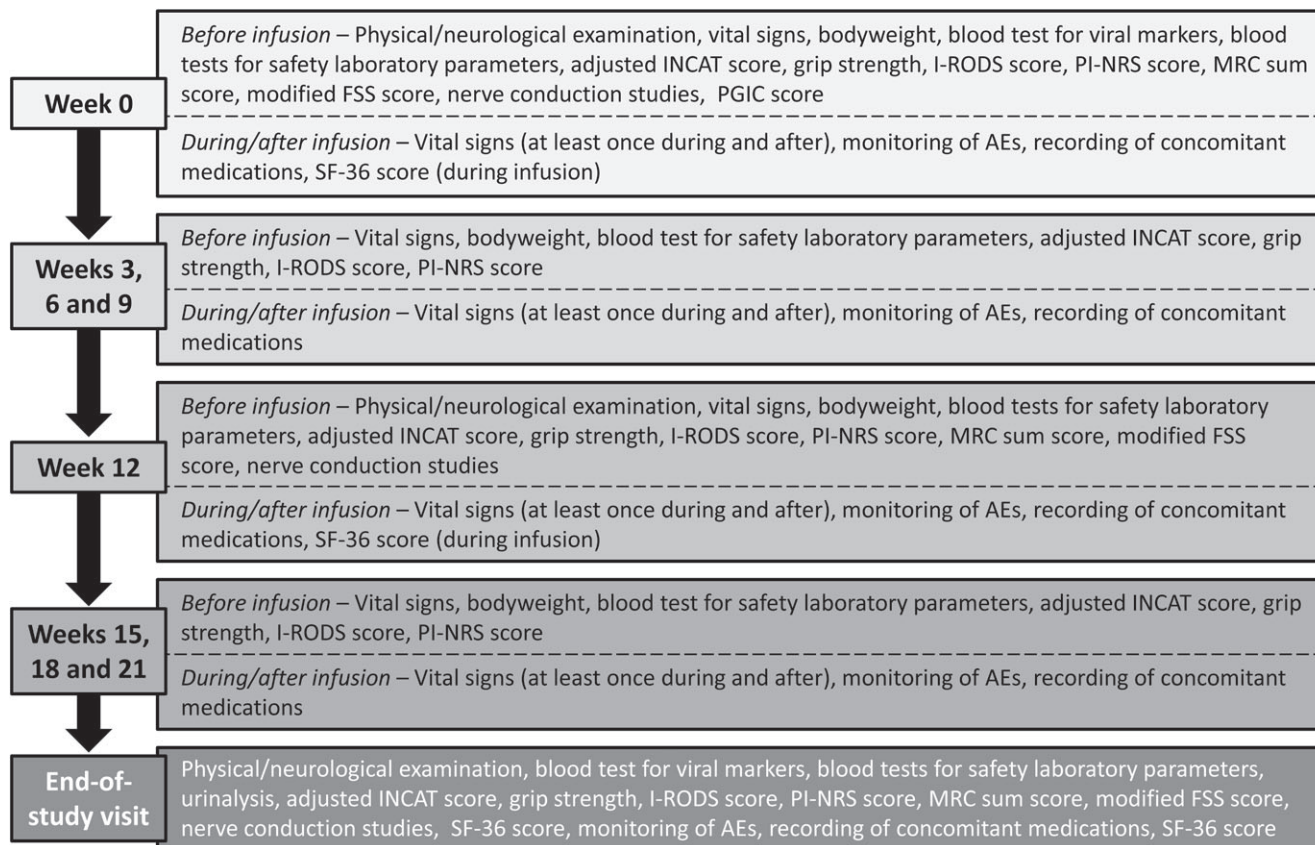 Week 0
Before infusion – Physical/neurological examination, vital signs, bodyweight, blood test for viral markers, blood
tests for safety laboratory parameters, adjusted INCAT score, grip strength, I-RODS score, PI-NRS score, MRC sum
score, modified FSS score, nerve conduction studies,  PGIC score
During/after infusion – Vital signs (at least once during and after), monitoring of AEs, recording of concomitant
medications, SF-36 score (during infusion)
Weeks 3,
6 and 9
Before infusion – Vital signs, bodyweight, blood test for safety laboratory parameters, adjusted INCAT score, grip
strength, I-RODS score, PI-NRS score
During/after infusion – Vital signs (at least once during and after), monitoring of AEs, recording of concomitant
medications
Week 12
Before infusion – Physical/neurological examination, vital signs, bodyweight, blood tests for safety laboratory
parameters, adjusted INCAT score, grip strength, I-RODS score, PI-NRS score, MRC sum score, modified FSS
score, nerve conduction studies
During/after infusion – Vital signs (at least once during and after), monitoring of AEs, recording of concomitant
medications, SF-36 score (during infusion)
Weeks 15,
18 and 21
Before infusion – Vital signs, bodyweight, blood test for safety laboratory parameters, adjusted INCAT score, grip
strength, I-RODS score, PI-NRS score
During/after infusion – Vital signs (at least once during and after), monitoring of AEs, recording of concomitant
medications
End-of-
study visit
Physical/neurological examination, blood test for viral markers, blood tests for safety laboratory parameters,
urinalysis, adjusted INCAT score, grip strength, I-RODS score, PI-NRS score, MRC sum score, modified FSS score,
nerve conduction studies,  SF-36 score, monitoring of AEs, recording of concomitant medications, SF-36 score